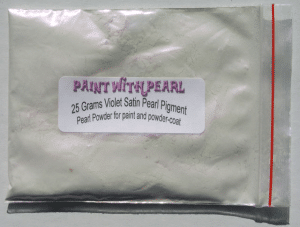 PAINT WITH PEARL
25 Grams Violet Satin Pearl Pigment
Pearl Powder for paint and powder-coat